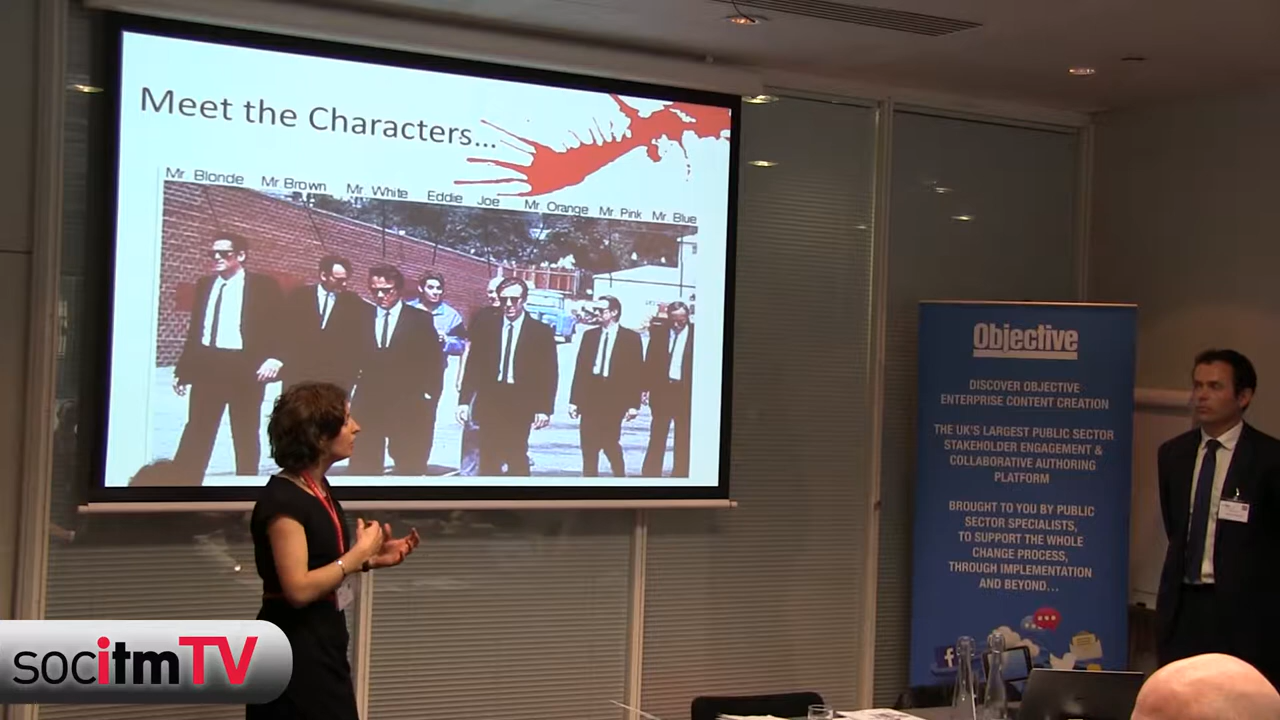 Meet the Characters...
Mr. Blonde Mr Brown Mr. White Eddie Joe Mr. Orange Mr. Pink Mr. Blue
Objective
DISCOVER OBJECTIVE
ENTERPRISE CONTENT CREATION
THE UK'S LARGEST PUBLIC SECTOR
STAKEHOLDER ENGAGEMENT &
COLLABORATIVE AUTHORING
PLATFORM
BROUGHT TO YOU BY PUBLIC
SECTOR SPECIALISTS,
TO SUPPORT THE WHOLE
CHANGE PROCESS,
THROUGH IMPLEMENTATION
AND BEYOND...
socitmTV